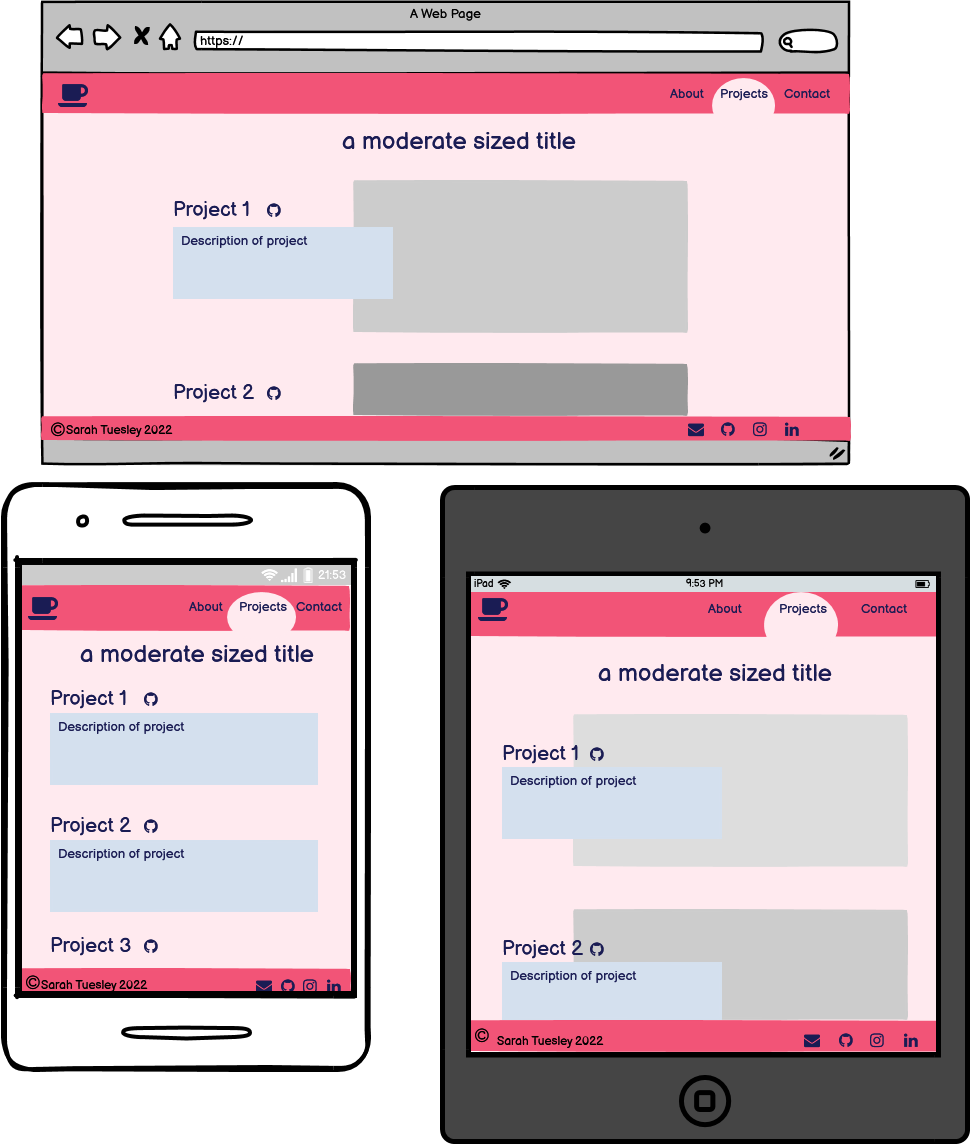 A Web Page
https://
About Projects Contact
a moderate sized title
Project 1
Description of project
Project 2
©Sarah Tuesley 2022
21:53
About Projects Contact
a moderate sized title
Project 1
Description of project
Project 2
Description of project
Project 3
©Sarah Tuesley 2022
iPad 9:53 PM
About Projects Contact
a moderate sized title
Project 1
Description of project
Project 2
Description of project
© Sarah Tuesley 2022